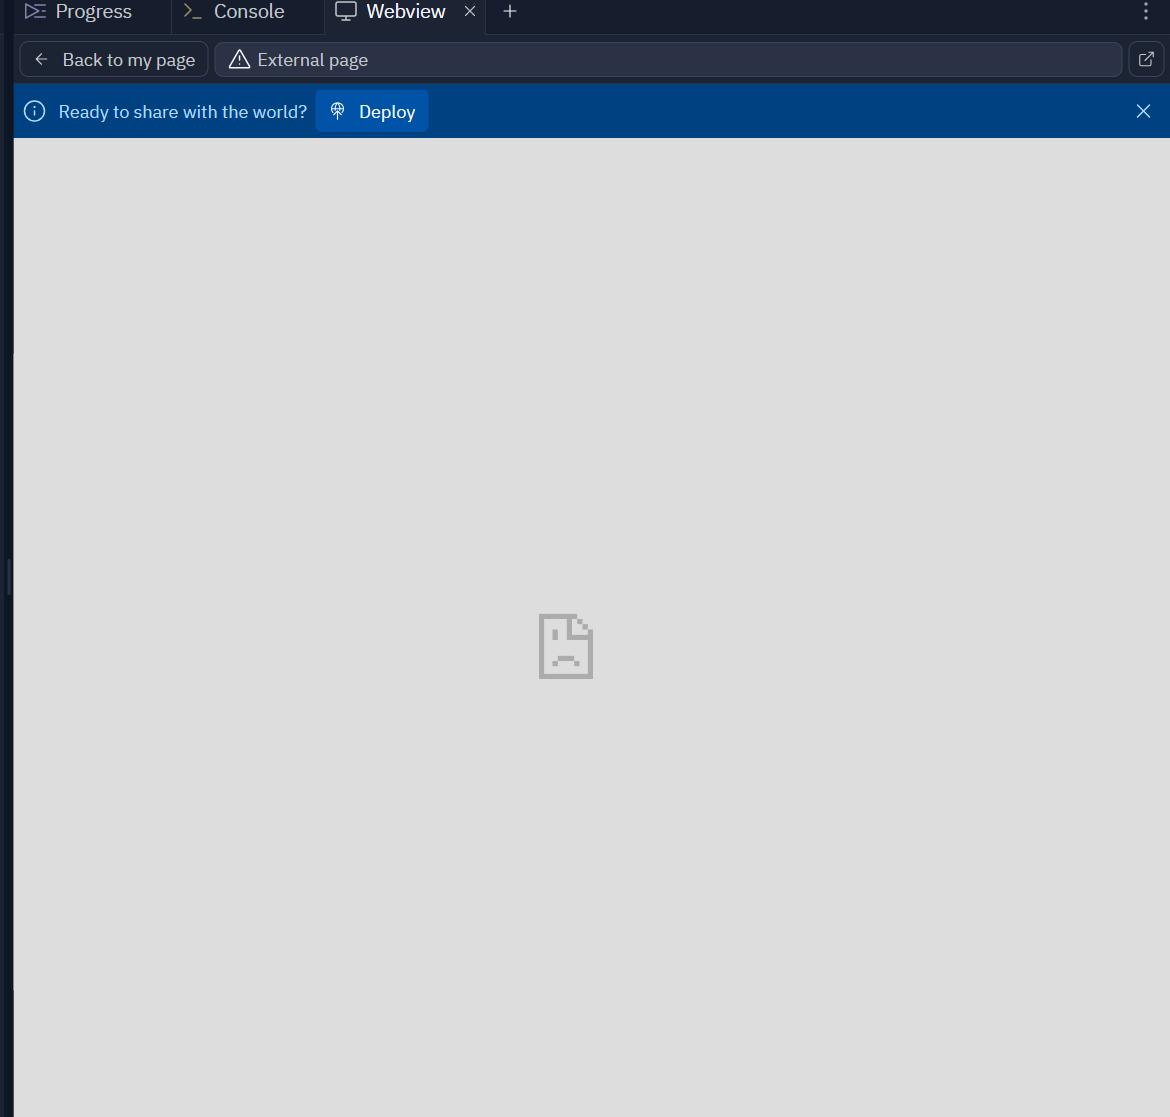 Progress Console Webview
Back to my page External page
Ready to share with the world? Deploy